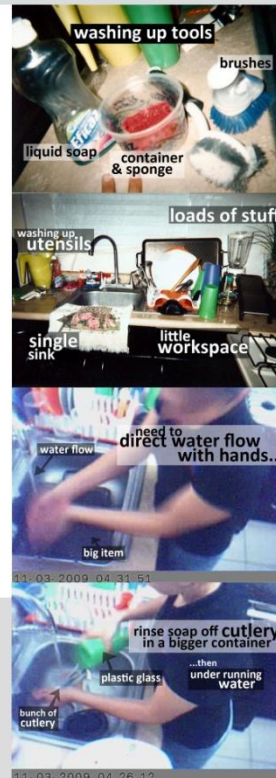 washing up tools
brushes
liquid soap
container
& sponge
loads of stuff
washing up
utensils
single
sink
little
workspace
need to
direct water flow
with hands..
water flow
big item
11-03-2009 04:31:51
rinse soap off cutlery
in a bigger container
plastic glass
...then
under running
water
bunch of
cutlery
11-03-2009 04:26:12